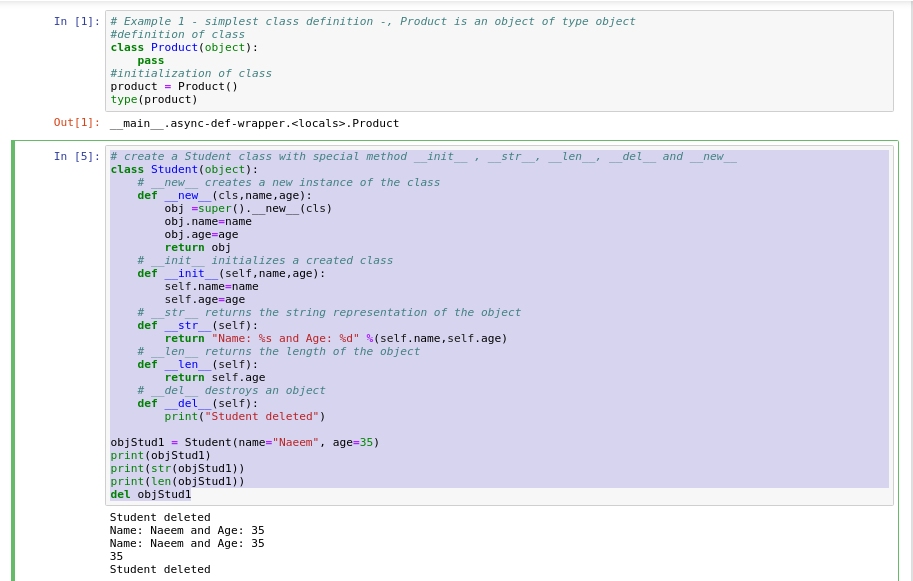 In [1]: # Example 1 - simplest class definition -, Product is an object of type object
#definition of class
class Product(object):
    pass
#initialization of class
product = Product()
type(product)
Out[1]: __main__.async-def-wrapper.<locals>.Product
In [5]: # create a Student class with special method __init__ , __str__, __len__, __del__ and __new__
class Student(object):
    # __new__ creates a new instance of the class
    def __new__(cls,name,age):
        obj =super().__new__(cls)
        obj.name=name
        obj.age=age
        return obj
    # __init__ initializes a created class
    def __init__(self,name,age):
        self.name=name
        self.age=age
    # __str__ returns the string representation of the object
    def __str__(self):
        return "Name: %s and Age: %d" %(self.name,self.age)
    # __len__ returns the length of the object
    def __len__(self):
        return self.age
    # __del__ destroys an object
    def __del__(self):
        print("Student deleted")
objStud1 = Student(name="Naeem", age=35)
print(objStud1)
print(str(objStud1))
print(len(objStud1))
del objStud1
Student deleted
Name: Naeem and Age: 35
Name: Naeem and Age: 35
35
Student deleted